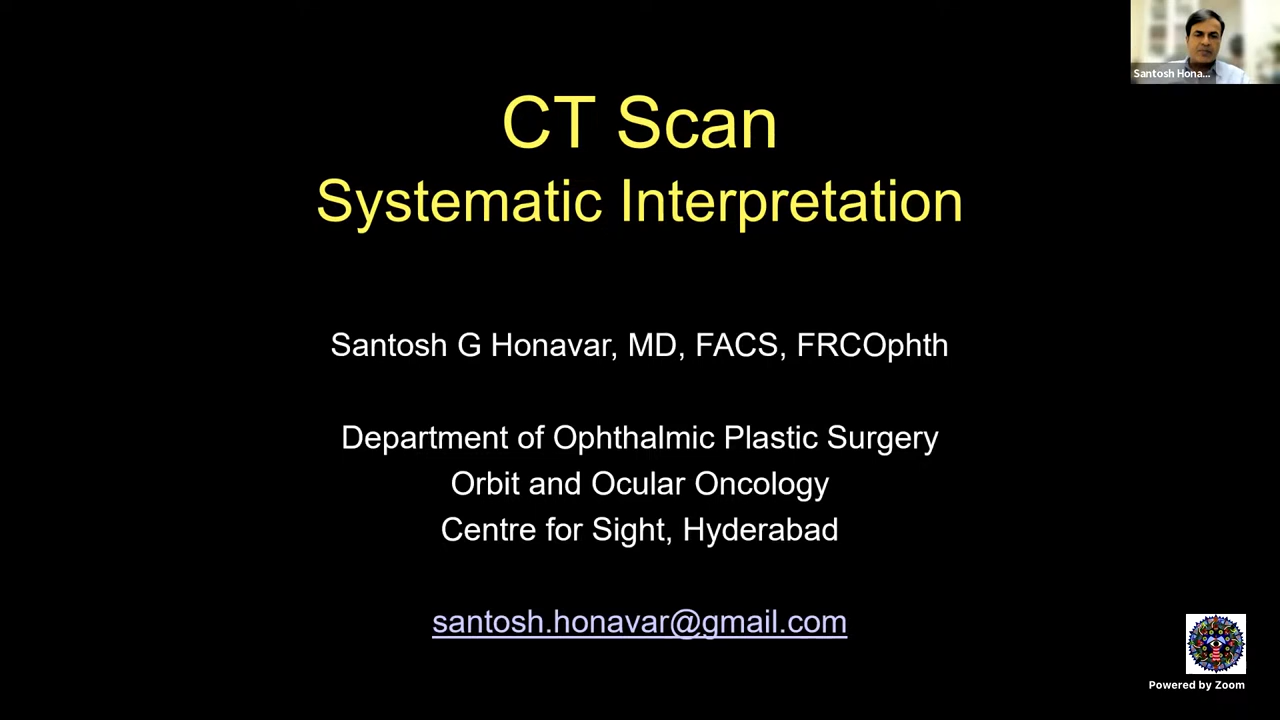 Santosh Hona...
CT Scan
Systematic Interpretation
Santosh G Honavar, MD, FACS, FRCOphth
Department of Ophthalmic Plastic Surgery
Orbit and Ocular Oncology
Centre for Sight, Hyderabad
santosh.honavar@gmail.com
Powered by Zoom